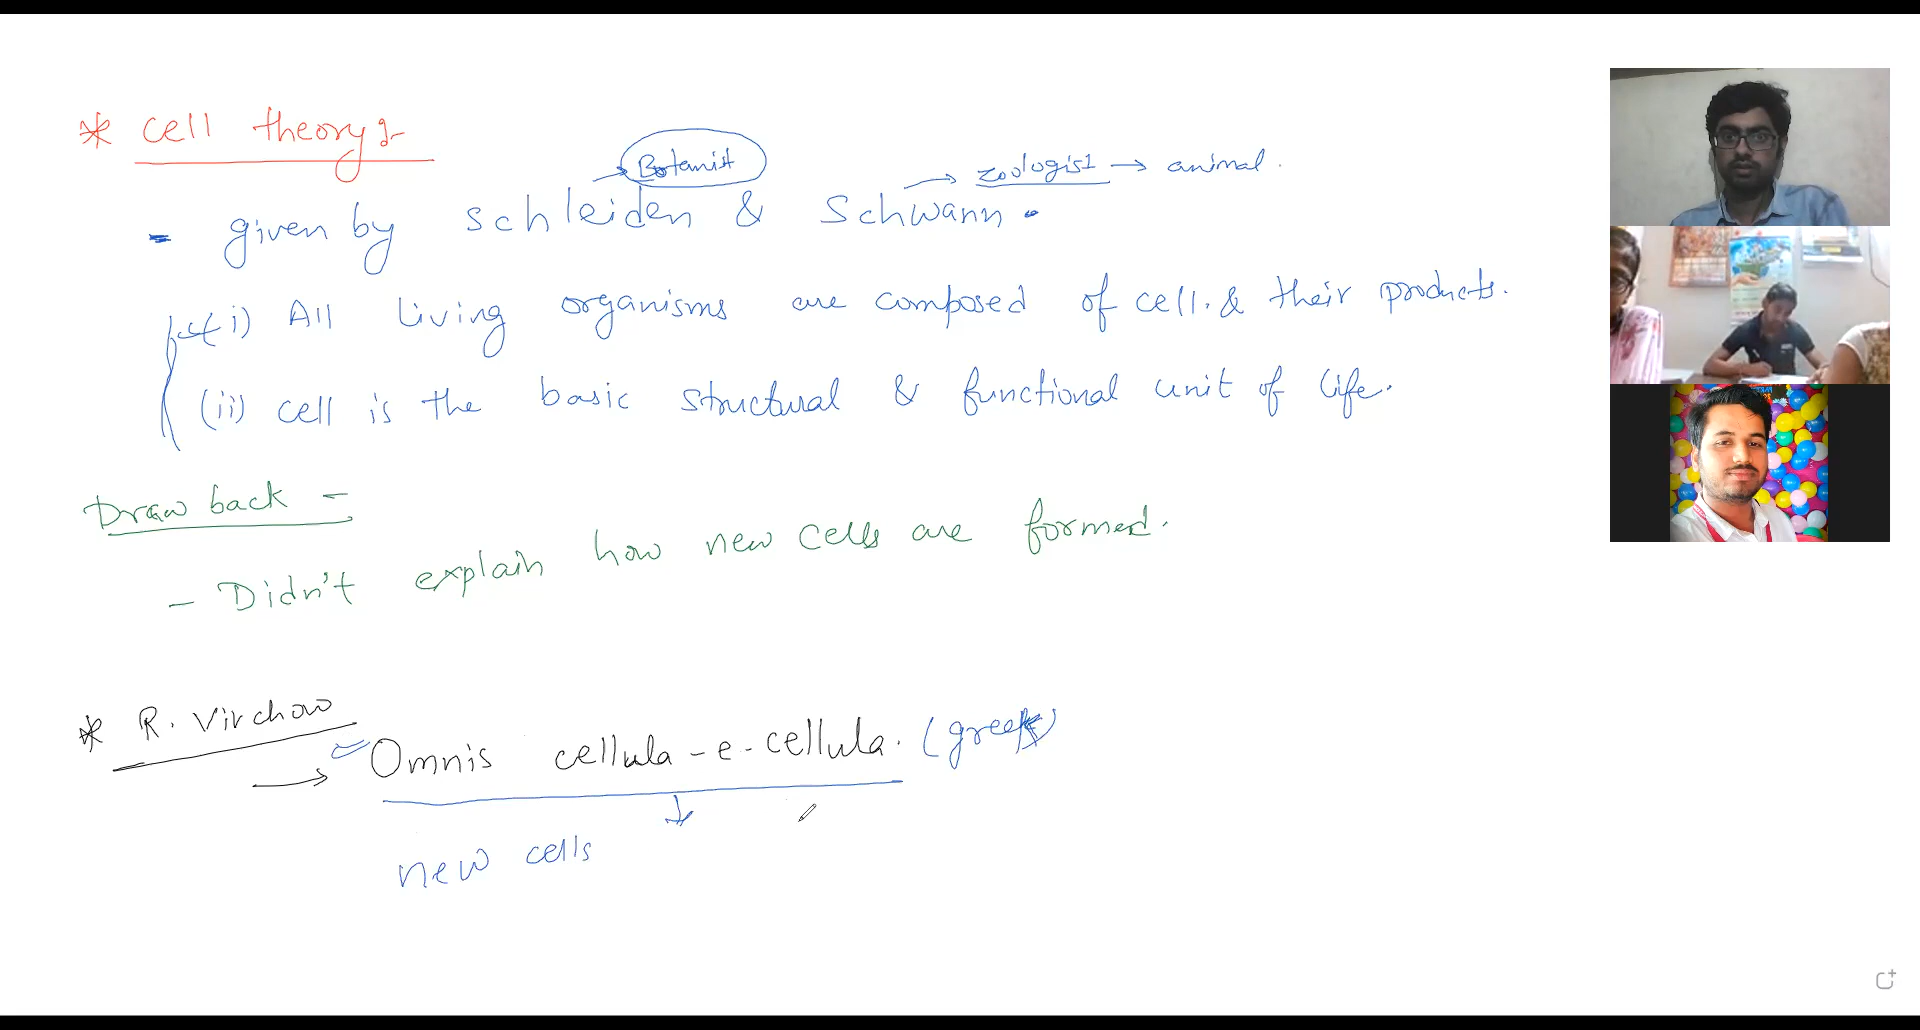 * Cell theory :-
Botanist
zoologist → animal.
- given by Schleiden & Schwann.
(i) All living organisms are composed of cell. & their products.
(ii) cell is the basic structural & functional unit of life.
Draw back -
- Didn't explain how new cells are formed.
* R. Virchow
→ Omnis cellula-e-cellula. (greek)
new cells